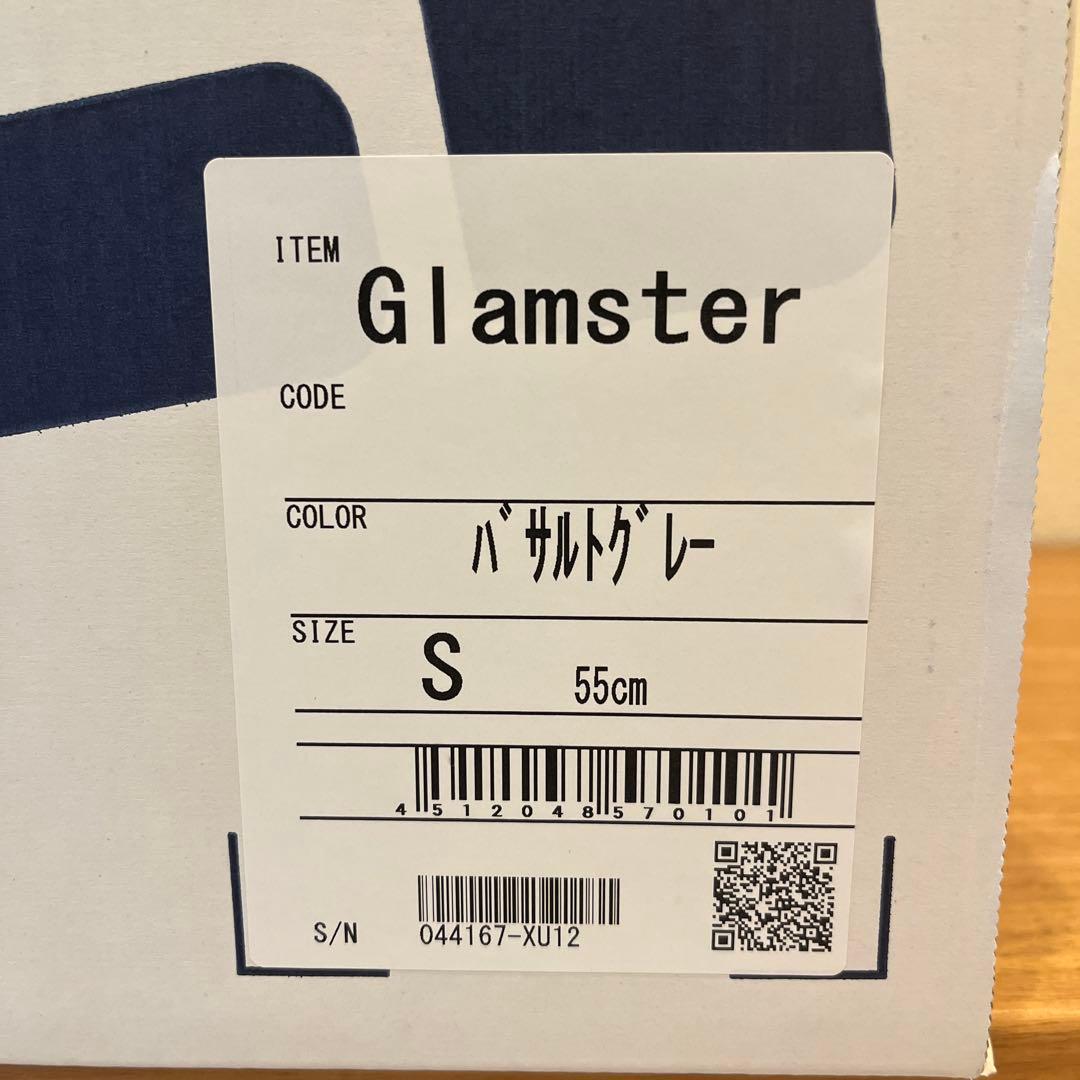 ITEM
Glamster
CODE
COLOR ﾊﾞｻﾙﾄｸﾞﾚｰ
SIZE S 55cm
4512048570101
S/N 044167-XU12